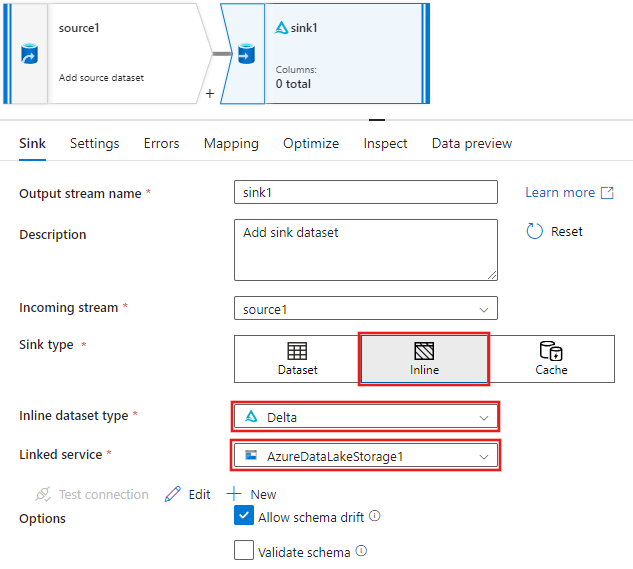 source1
Add source dataset
+
sink1
Columns:
0 total
Sink Settings Errors Mapping Optimize Inspect Data preview
Output stream name * sink1 Learn more
Description Add sink dataset Reset
Incoming stream * source1
Sink type *
Dataset Inline Cache
Inline dataset type * Delta
Linked service * AzureDataLakeStorage1
Test connection Edit New
Options Allow schema drift
Validate schema